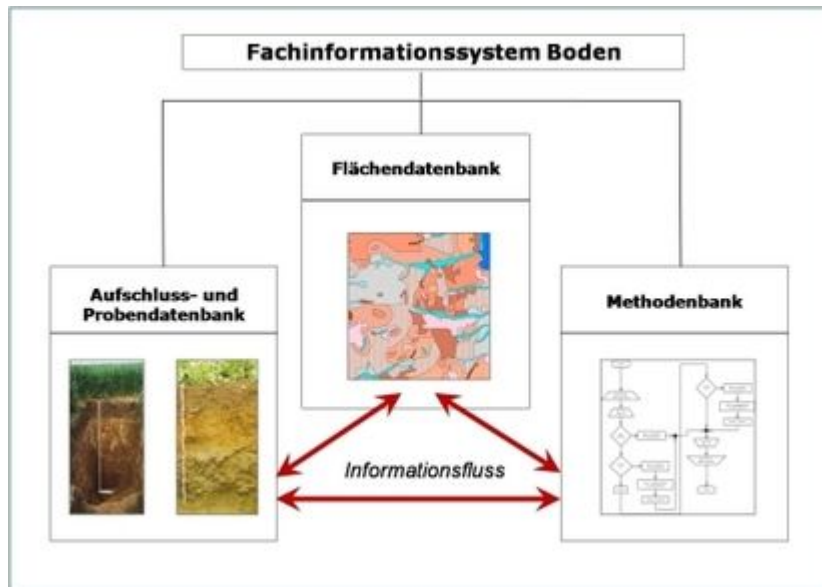 Fachinformationssystem Boden
Flächendatenbank
Aufschluss- und
Probendatenbank
Methodenbank
Informationsfluss